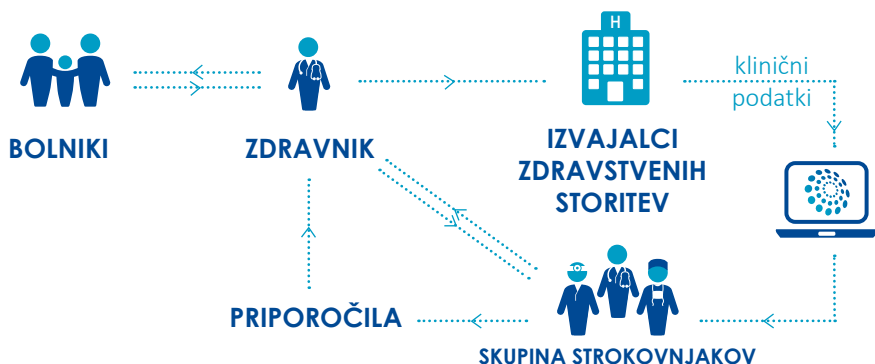 H
klinični
podatki
BOLNIKI
ZDRAVNIK
IZVAJALCI
ZDRAVSTVENIH
STORITEV
PRIPOROČILA
SKUPINA STROKOVNJAKOV